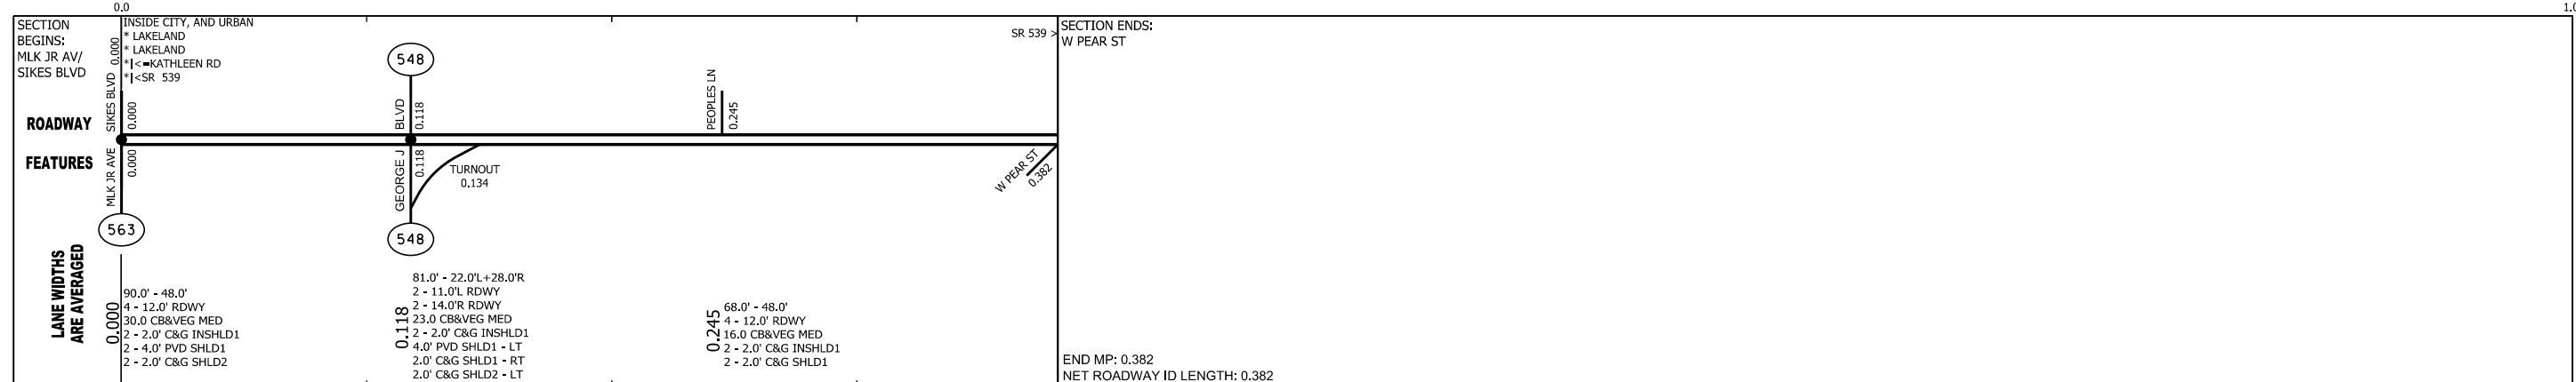 0.0
1.0
SECTION
BEGINS:
MLK JR AV/
SIKES BLVD
0.000
INSIDE CITY, AND URBAN
* LAKELAND
* LAKELAND
*|<=KATHLEEN RD
*|<SR 539
SR 539 >
SECTION ENDS:
W PEAR ST
ROADWAY
FEATURES
SIKES BLVD
0.000
MLK JR AVE
0.000
563
548
BLVD
0.118
GEORGE J
0.118
548
TURNOUT
0.134
PEOPLES LN
0.245
W PEAR ST
0.382
LANE WIDTHS
ARE AVERAGED
0.000
90.0' - 48.0'
4 - 12.0' RDWY
30.0 CB&VEG MED
2 - 2.0' C&G INSHLD1
2 - 4.0' PVD SHLD1
2 - 2.0' C&G SHLD2
0.118
81.0' - 22.0'L+28.0'R
2 - 11.0'L RDWY
2 - 14.0'R RDWY
23.0 CB&VEG MED
2 - 2.0' C&G INSHLD1
4.0' PVD SHLD1 - LT
2.0' C&G SHLD1 - RT
2.0' C&G SHLD2 - LT
0.245
68.0' - 48.0'
4 - 12.0' RDWY
16.0 CB&VEG MED
2 - 2.0' C&G INSHLD1
2 - 2.0' C&G SHLD1
END MP: 0.382
NET ROADWAY ID LENGTH: 0.382